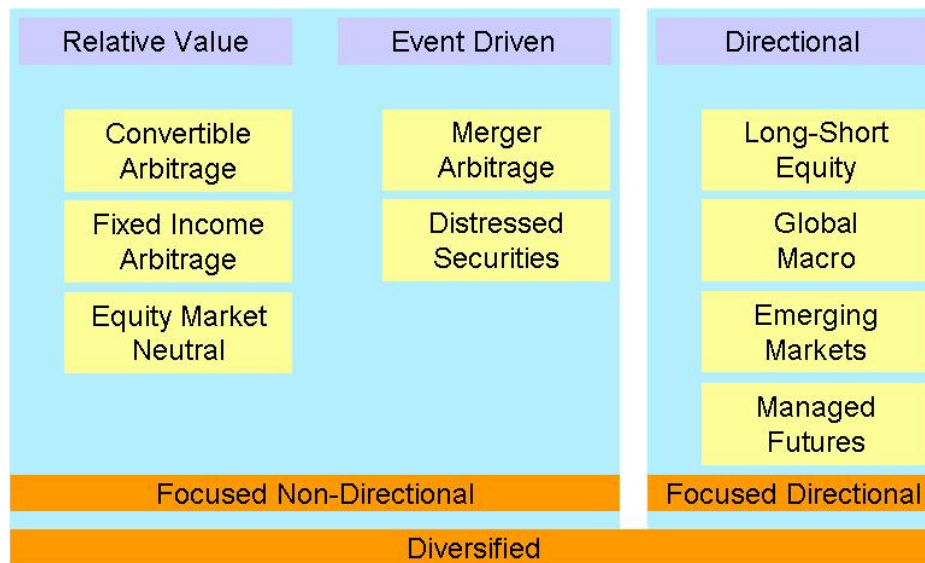 Relative Value
Event Driven
Directional
Convertible
Arbitrage
Fixed Income
Arbitrage
Equity Market
Neutral
Merger
Arbitrage
Distressed
Securities
Long-Short
Equity
Global
Macro
Emerging
Markets
Managed
Futures
Focused Non-Directional
Focused Directional
Diversified